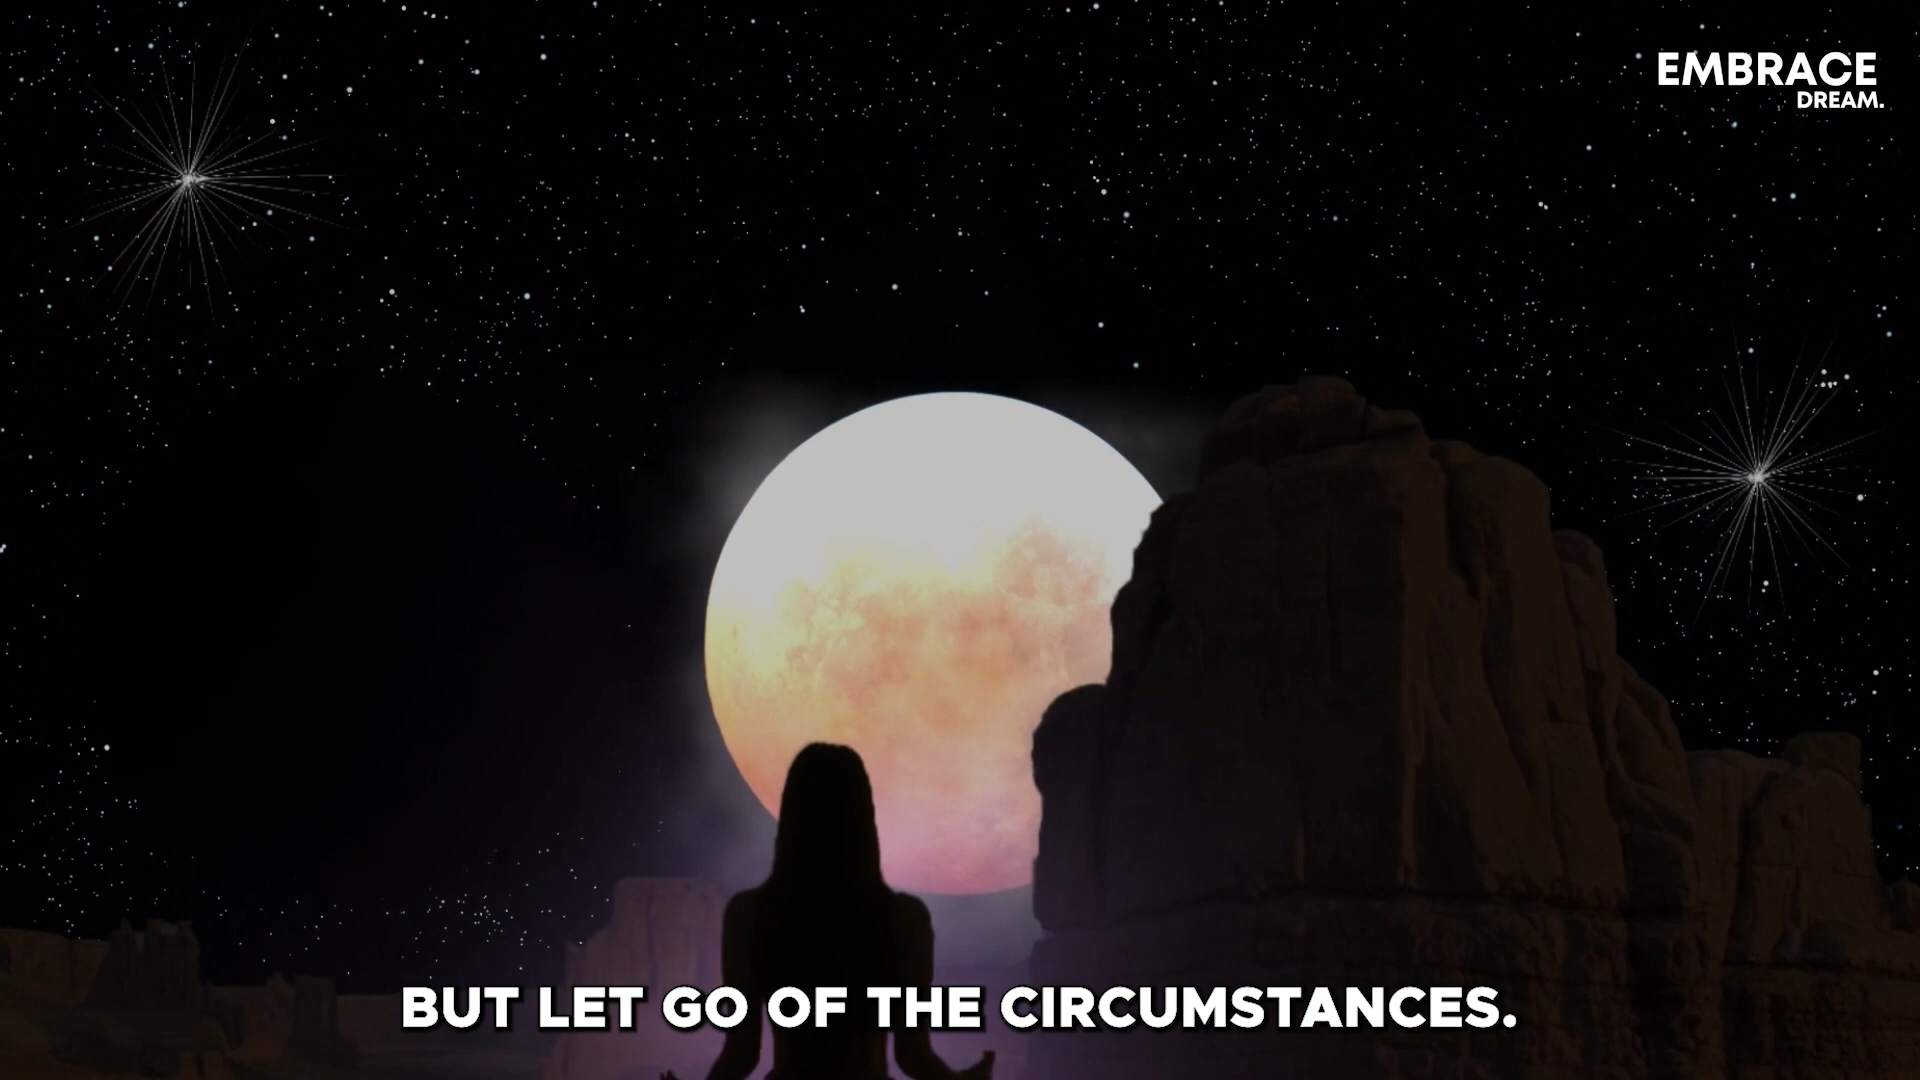 EMBRACE
DREAM.
BUT LET GO OF THE CIRCUMSTANCES.